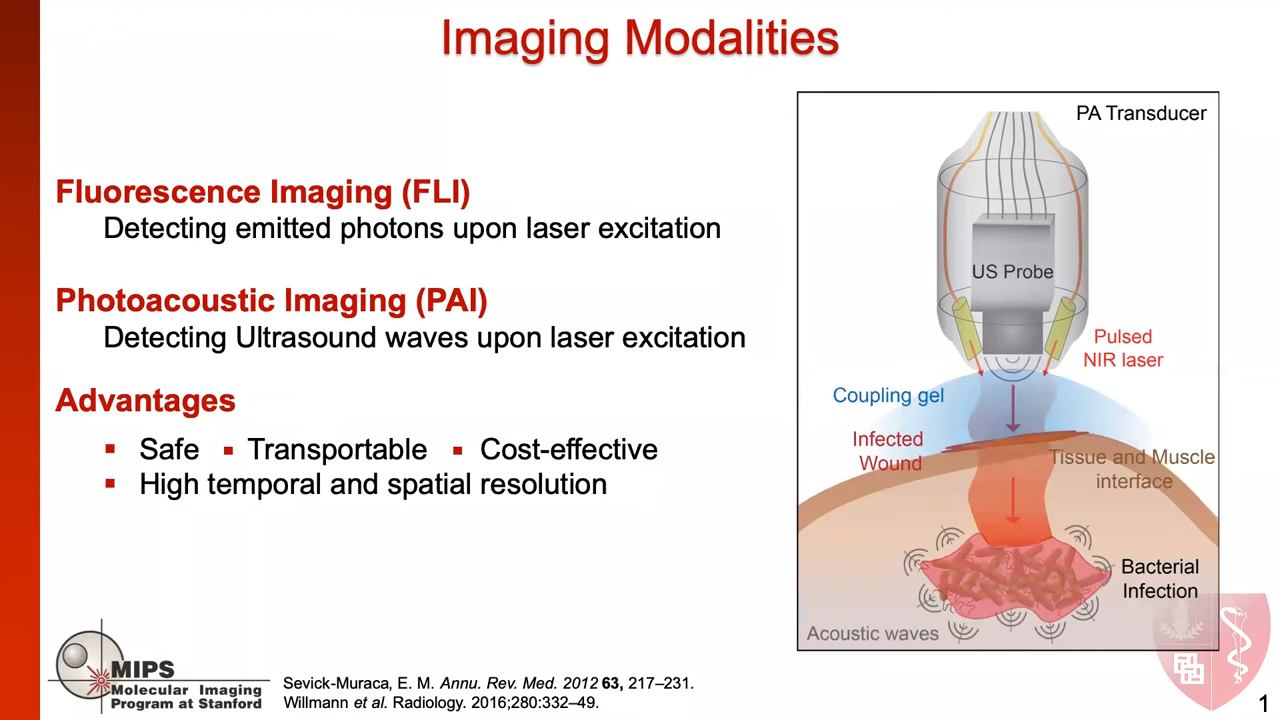 Imaging Modalities
Fluorescence Imaging (FLI)
Detecting emitted photons upon laser excitation
Photoacoustic Imaging (PAI)
Detecting Ultrasound waves upon laser excitation
Advantages
▪ Safe ▪ Transportable ▪ Cost-effective
▪ High temporal and spatial resolution
PA Transducer
US Probe
Pulsed
NIR laser
Coupling gel
Infected
Wound
Tissue and Muscle
interface
Bacterial
Infection
Acoustic waves
MIPS
Molecular Imaging
Program at Stanford
Sevick-Muraca, E. M. Annu. Rev. Med. 2012 63, 217–231.
Willmann et al. Radiology. 2016;280:332–49.
1